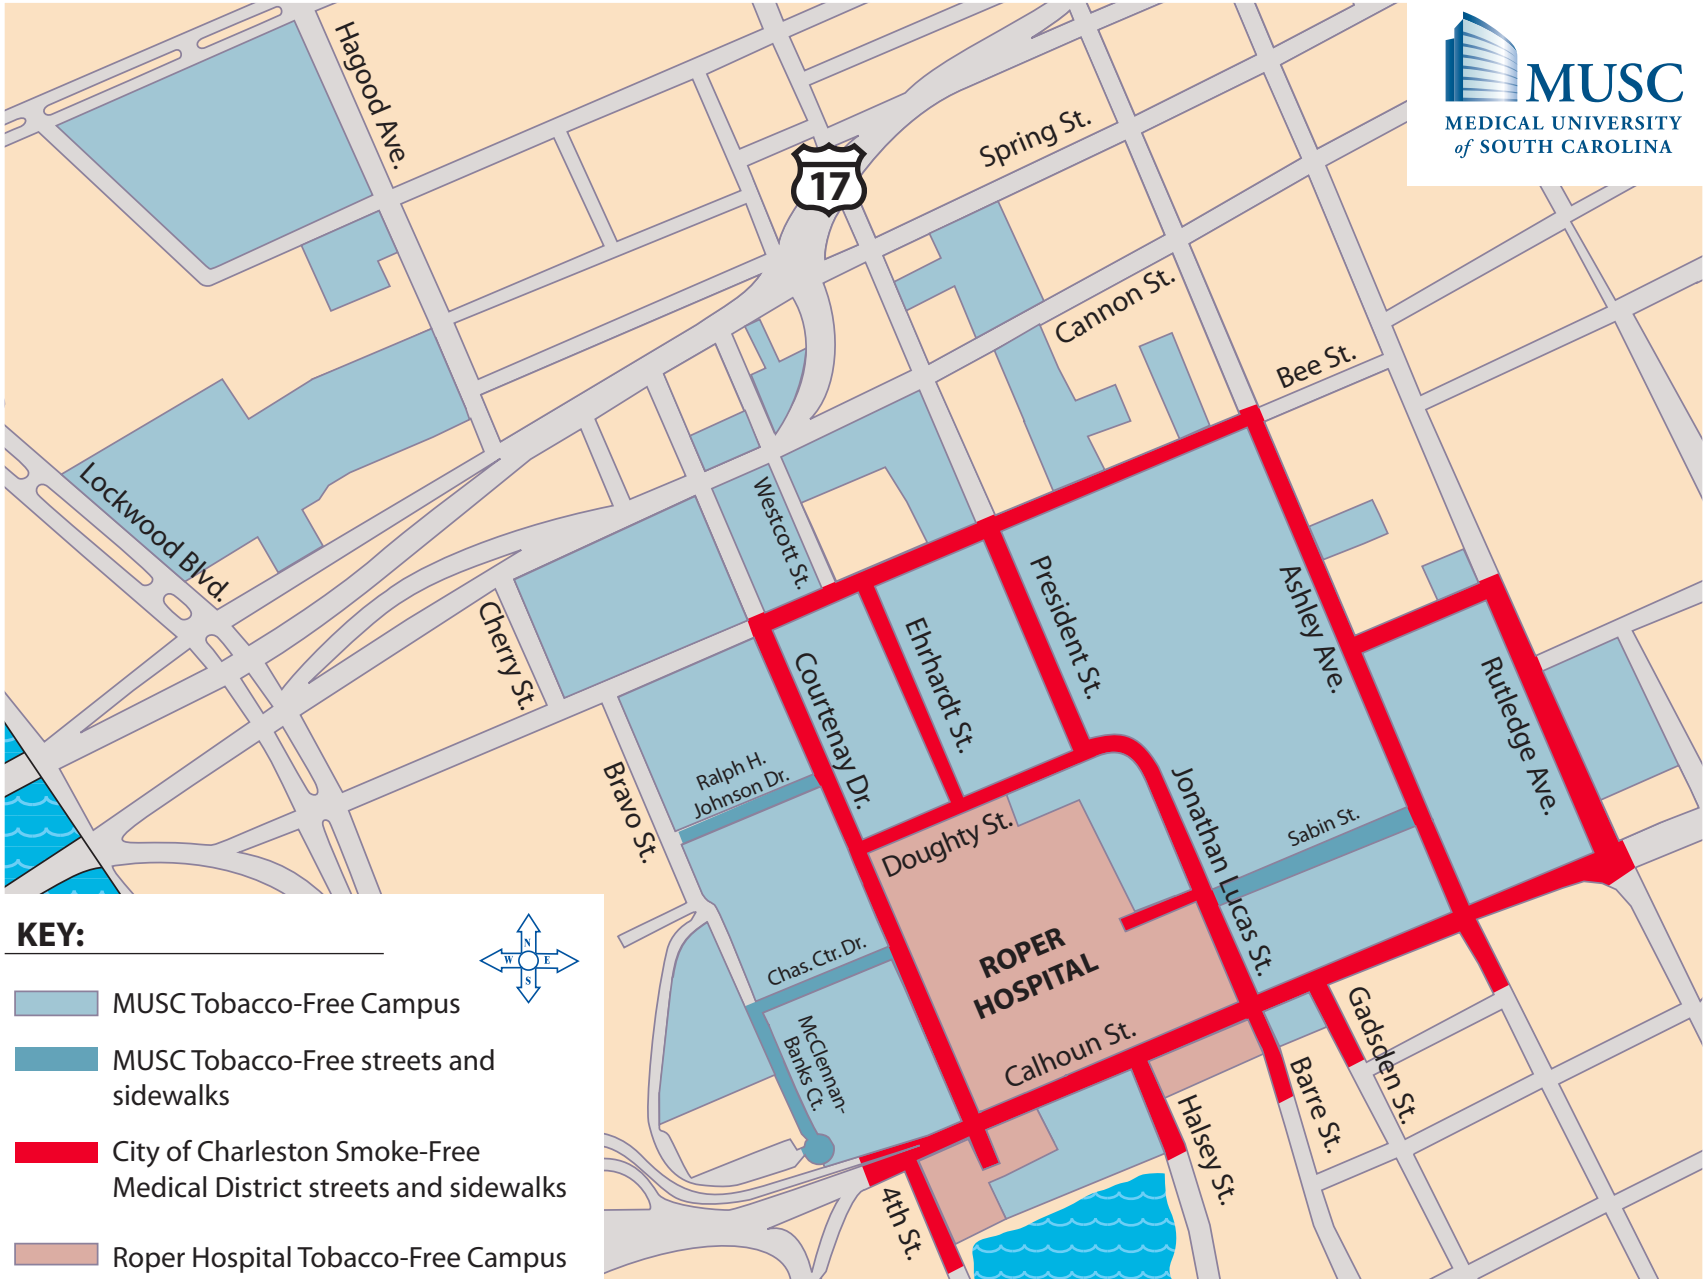 MUSC
MEDICAL UNIVERSITY
of SOUTH CAROLINA
Hagood Ave.
17
Spring St.
Cannon St.
Bee St.
Lockwood Blvd.
Westcott St.
Cherry St.
Courtenay Dr.
Ehrhardt St.
President St.
Ashley Ave.
Rutledge Ave.
Ralph H.
Johnson Dr.
Bravo St.
Doughty St.
Jonathan Lucas St.
Sabin St.
ROPER
HOSPITAL
Chas. Ctr. Dr.
McClennan-
Banks Ct.
Calhoun St.
Gadsden St.
Barre St.
Halsey St.
4th St.
KEY:
N
W E
S
MUSC Tobacco-Free Campus
MUSC Tobacco-Free streets and
sidewalks
City of Charleston Smoke-Free
Medical District streets and sidewalks
Roper Hospital Tobacco-Free Campus